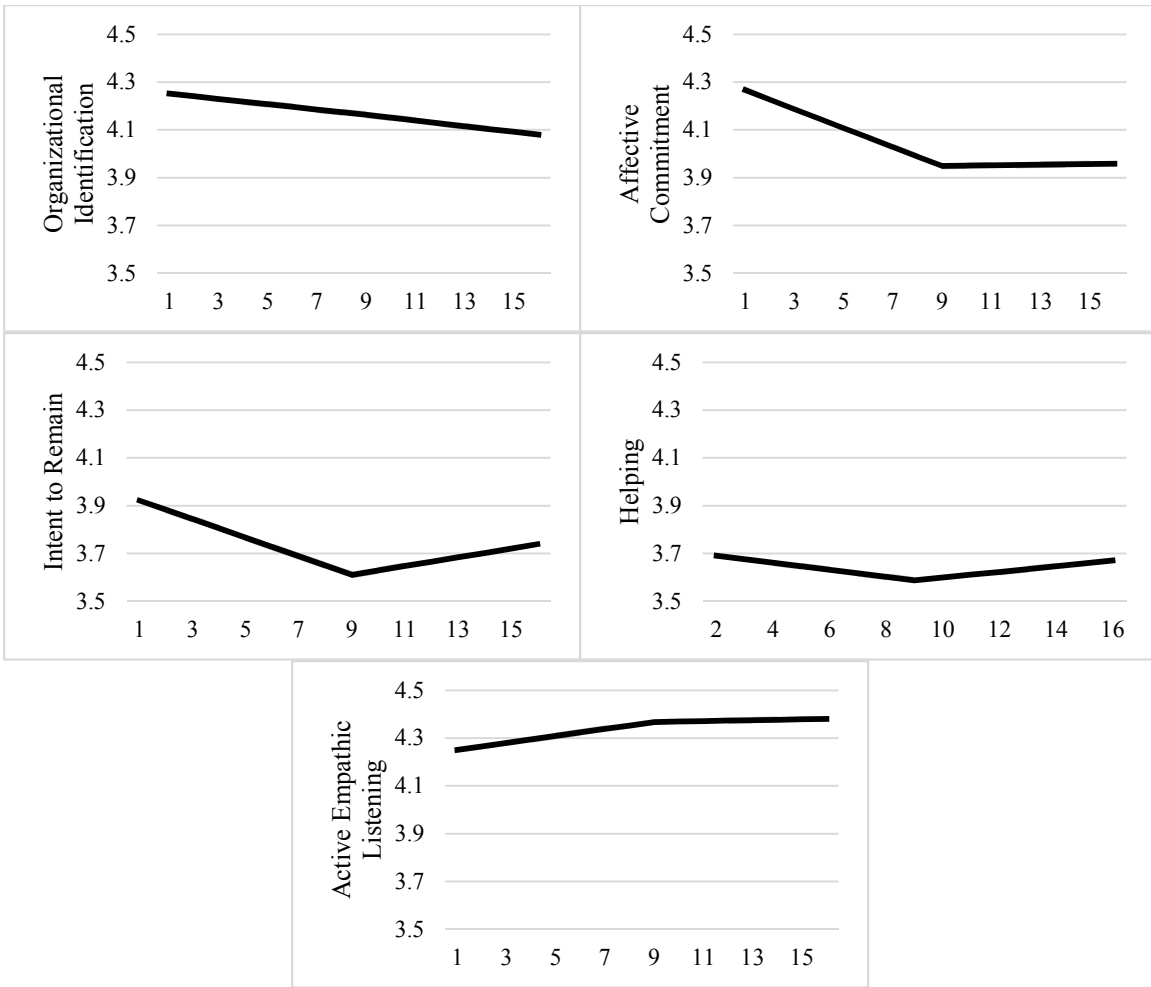 Organizational
Identification
4.5
4.3
4.1
3.9
3.7
3.5
1 3 5 7 9 11 13 15
Affective
Commitment
4.5
4.3
4.1
3.9
3.7
3.5
1 3 5 7 9 11 13 15
Intent to Remain
4.5
4.3
4.1
3.9
3.7
3.5
1 3 5 7 9 11 13 15
Helping
4.5
4.3
4.1
3.9
3.7
3.5
2 4 6 8 10 12 14 16
Active Empathic
Listening
4.5
4.3
4.1
3.9
3.7
3.5
1 3 5 7 9 11 13 15